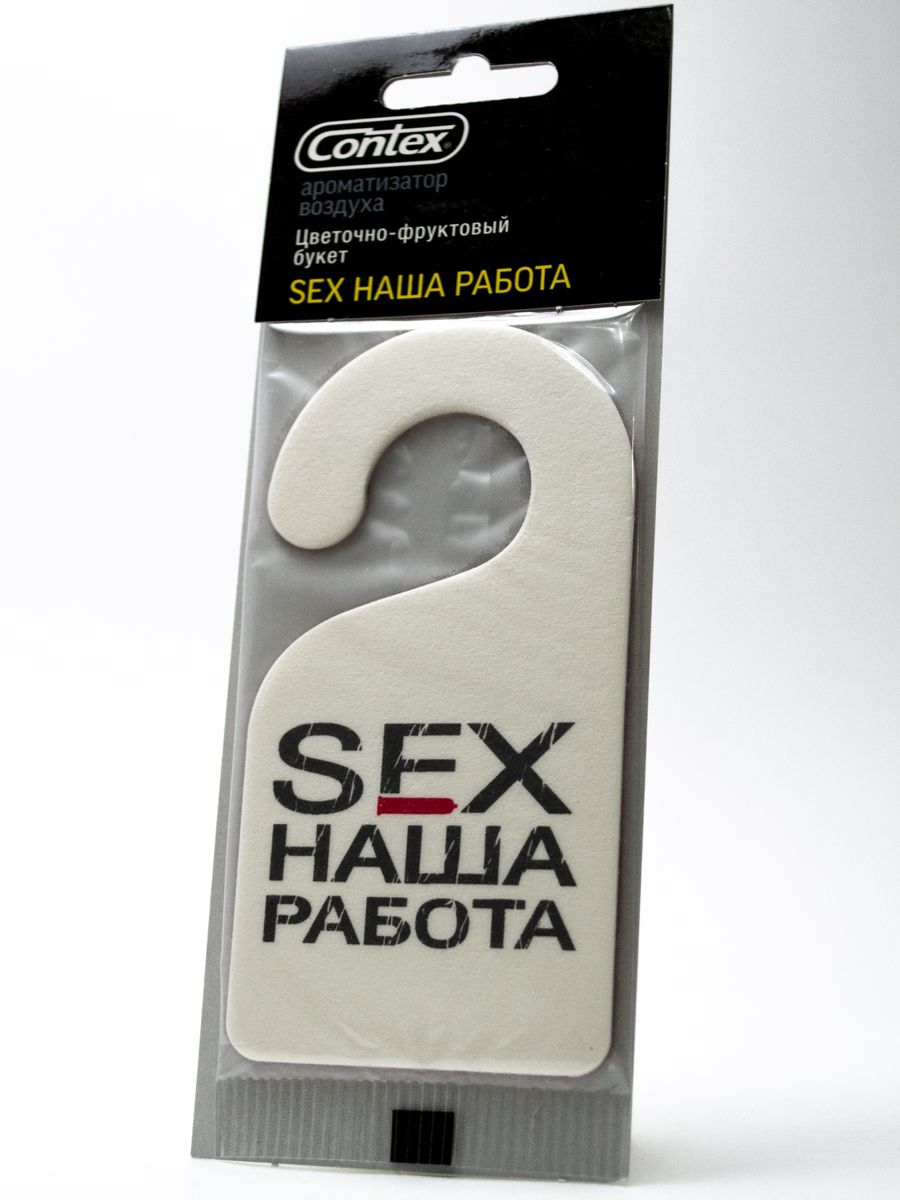 Contex®
ароматизатор
воздуха
Цветочно-фруктовый
букет
SEX НАША РАБОТА
SEX
НАША
РАБОТА